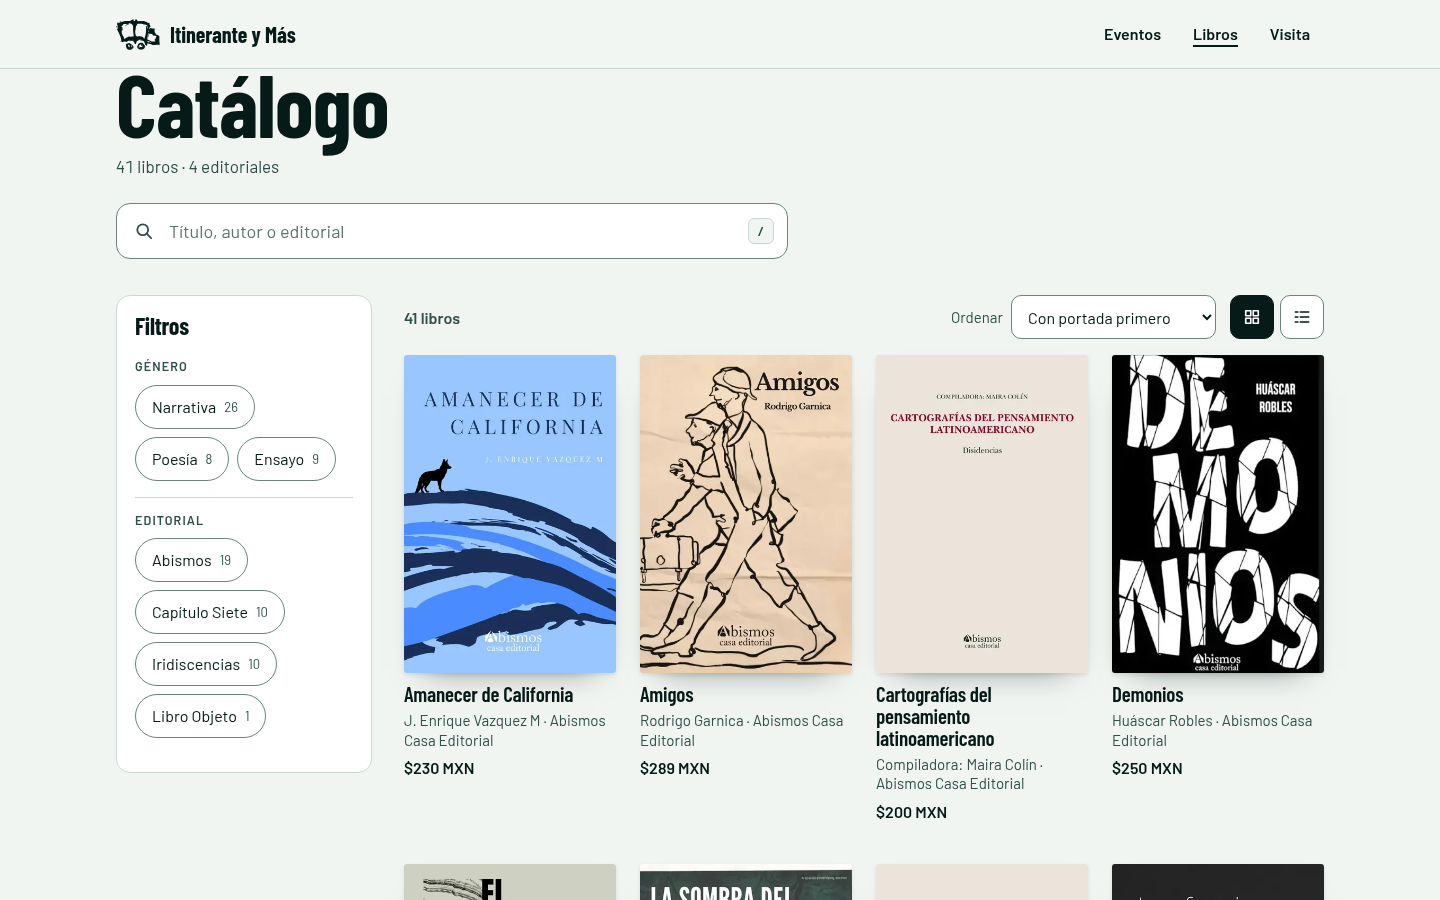 Itinerante y Más
Eventos
Libros
Visita
Catálogo
41 libros · 4 editoriales
Título, autor o editorial
/
Filtros
GÉNERO
Narrativa 26
Poesía 8
Ensayo 9
EDITORIAL
Abismos 19
Capítulo Siete 10
Iridiscencias 10
Libro Objeto 1
41 libros
Ordenar
Con portada primero
AMANECER DE
CALIFORNIA
J. ENRIQUE VAZQUEZ M
Abismos
casa editorial
Amanecer de California
J. Enrique Vazquez M · Abismos
Casa Editorial
$230 MXN
Amigos
Rodrigo Garnica
Abismos
casa editorial
Amigos
Rodrigo Garnica · Abismos Casa
Editorial
$289 MXN
COMPILADORA: MAIRA COLÍN
CARTOGRAFÍAS DEL PENSAMIENTO
LATINOAMERICANO
Disidencias
Abismos
casa editorial
Cartografías del
pensamiento
latinoamericano
Compiladora: Maira Colín ·
Abismos Casa Editorial
$200 MXN
HUÁSCAR
ROBLES
DE
MO
NIOS
Abismos
casa editorial
Demonios
Huáscar Robles · Abismos Casa
Editorial
$250 MXN
EL
LA SOMBRA DEL